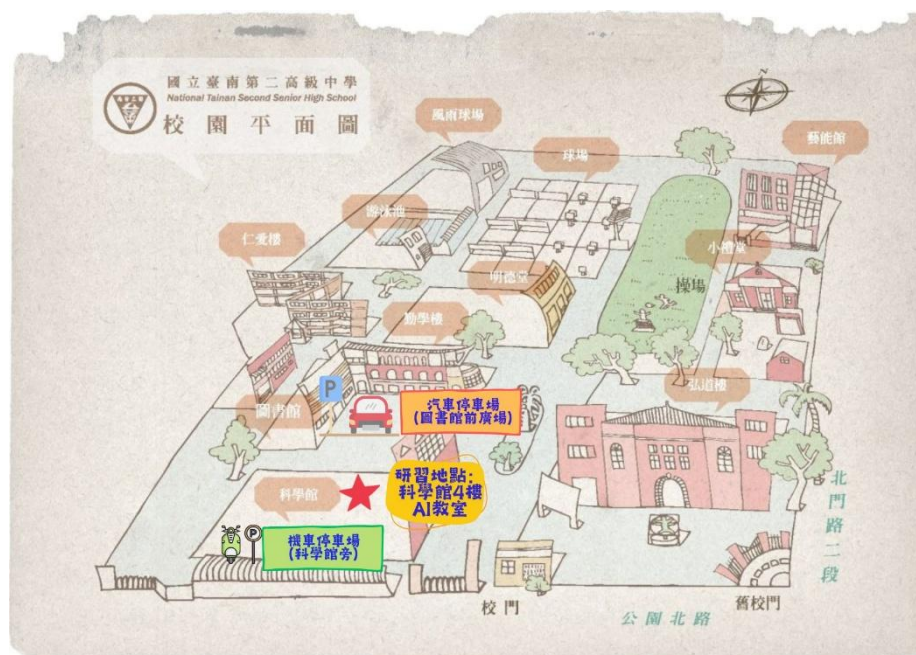 國立臺南第二高級中學
National Tainan Second Senior High School
校園平面圖
N
風雨球場
球場
藝能館
游泳池
仁愛樓
小禮堂
明德堂
操場
勤學樓
弘道樓
P
圖書館
汽車停車場
(圖書館前廣場)
研習地點:
科學館4樓
AI教室
科學館
P
機車停車場
(科學館旁)
北門路二段
校門
舊校門
公園北路